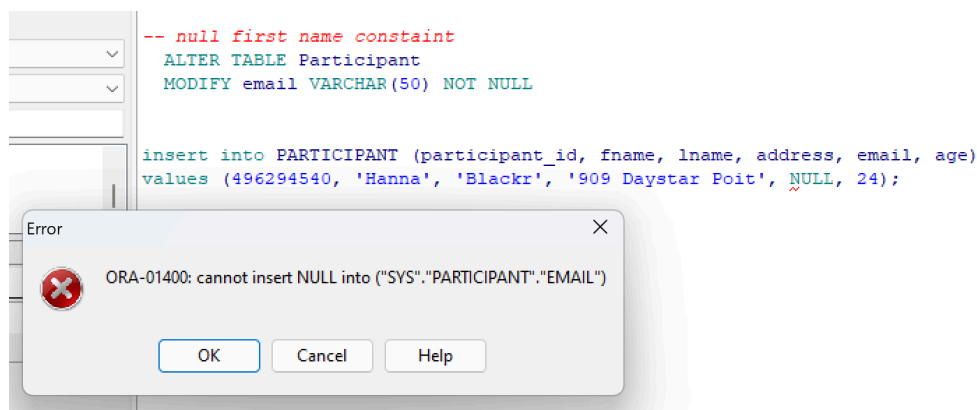 -- null first name constaint
ALTER TABLE Participant
MODIFY email VARCHAR(50) NOT NULL
insert into PARTICIPANT (participant_id, fname, lname, address, email, age)
values (496294540, 'Hanna', 'Blackr', '909 Daystar Poit', NULL, 24);
Error
ORA-01400: cannot insert NULL into ("SYS"."PARTICIPANT"."EMAIL")
OK Cancel Help